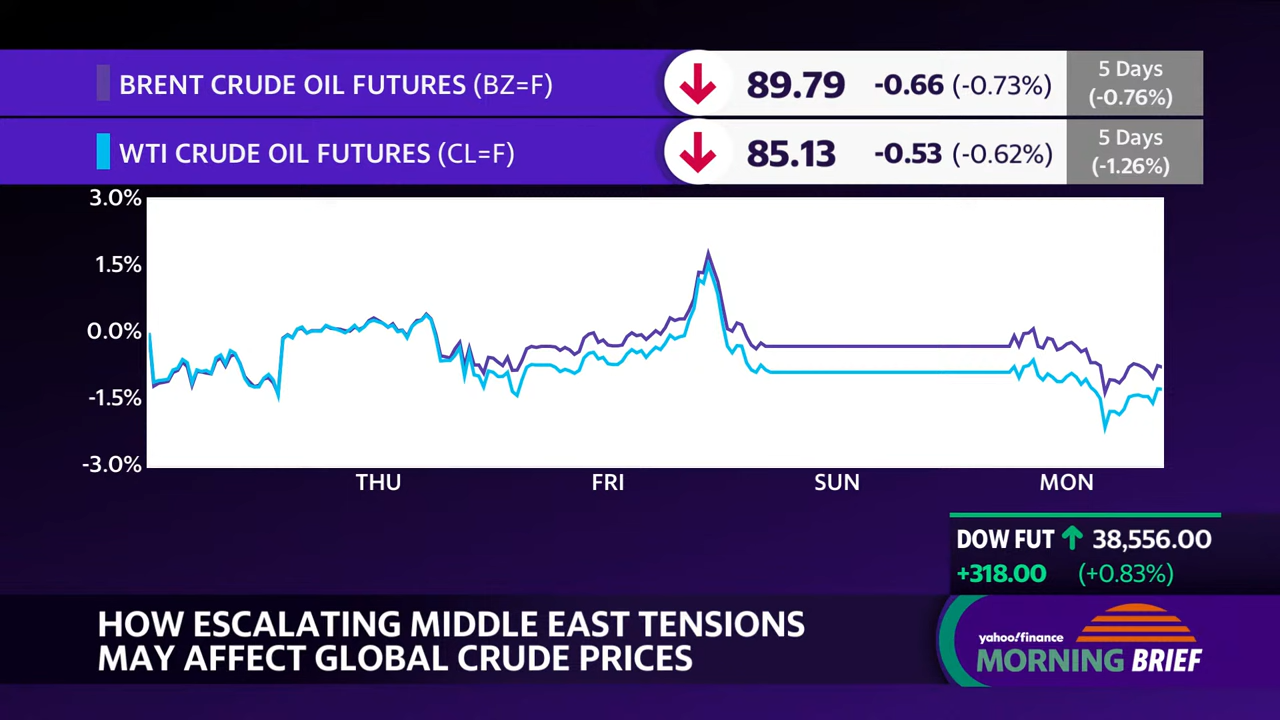 BRENT CRUDE OIL FUTURES (BZ=F) 89.79 -0.66 (-0.73%) 5 Days (-0.76%)
WTI CRUDE OIL FUTURES (CL=F) 85.13 -0.53 (-0.62%) 5 Days (-1.26%)
3.0%
1.5%
0.0%
-1.5%
-3.0%
THU FRI SUN MON
DOW FUT 38,556.00
+318.00 (+0.83%)
HOW ESCALATING MIDDLE EAST TENSIONS
MAY AFFECT GLOBAL CRUDE PRICES
yahoo!finance
MORNING BRIEF